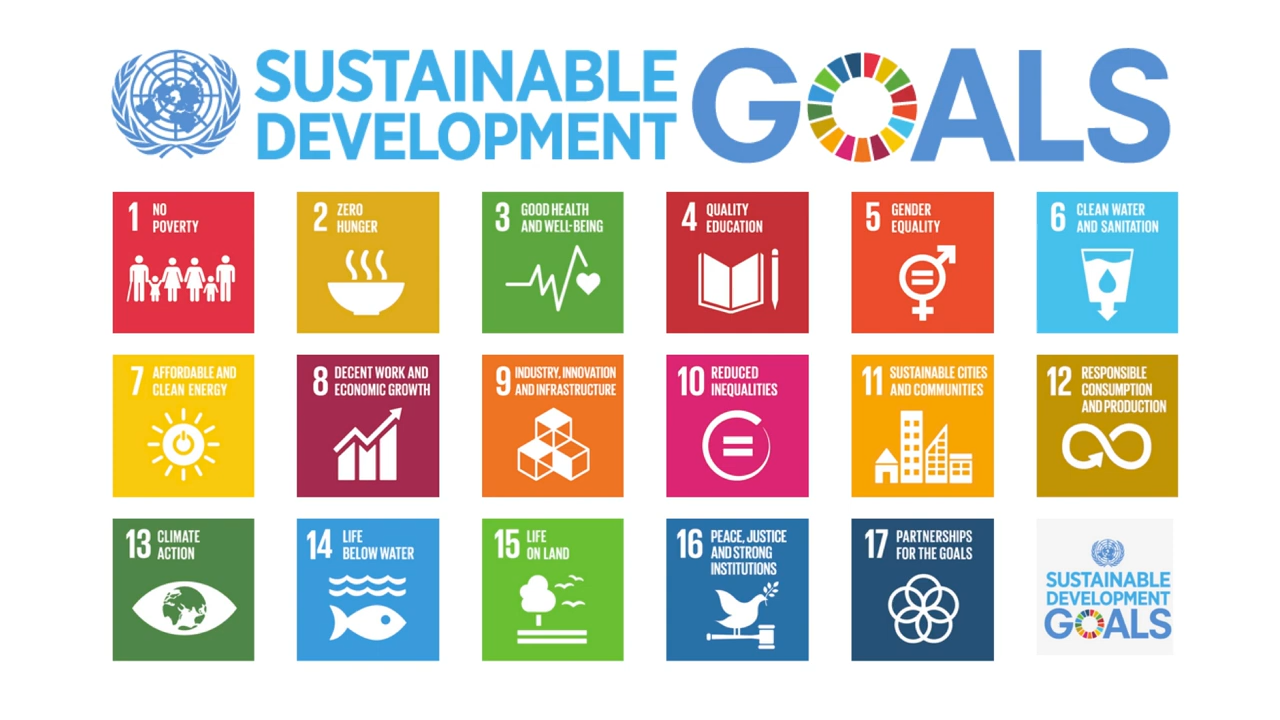 SUSTAINABLE
DEVELOPMENT
GOALS
1 NO
POVERTY
2 ZERO
HUNGER
3 GOOD HEALTH
AND WELL-BEING
4 QUALITY
EDUCATION
5 GENDER
EQUALITY
6 CLEAN WATER
AND SANITATION
7 AFFORDABLE AND
CLEAN ENERGY
8 DECENT WORK AND
ECONOMIC GROWTH
9 INDUSTRY, INNOVATION
AND INFRASTRUCTURE
10 REDUCED
INEQUALITIES
11 SUSTAINABLE CITIES
AND COMMUNITIES
12 RESPONSIBLE
CONSUMPTION
AND PRODUCTION
13 CLIMATE
ACTION
14 LIFE
BELOW WATER
15 LIFE
ON LAND
16 PEACE, JUSTICE
AND STRONG
INSTITUTIONS
17 PARTNERSHIPS
FOR THE GOALS
SUSTAINABLE
DEVELOPMENT
GOALS